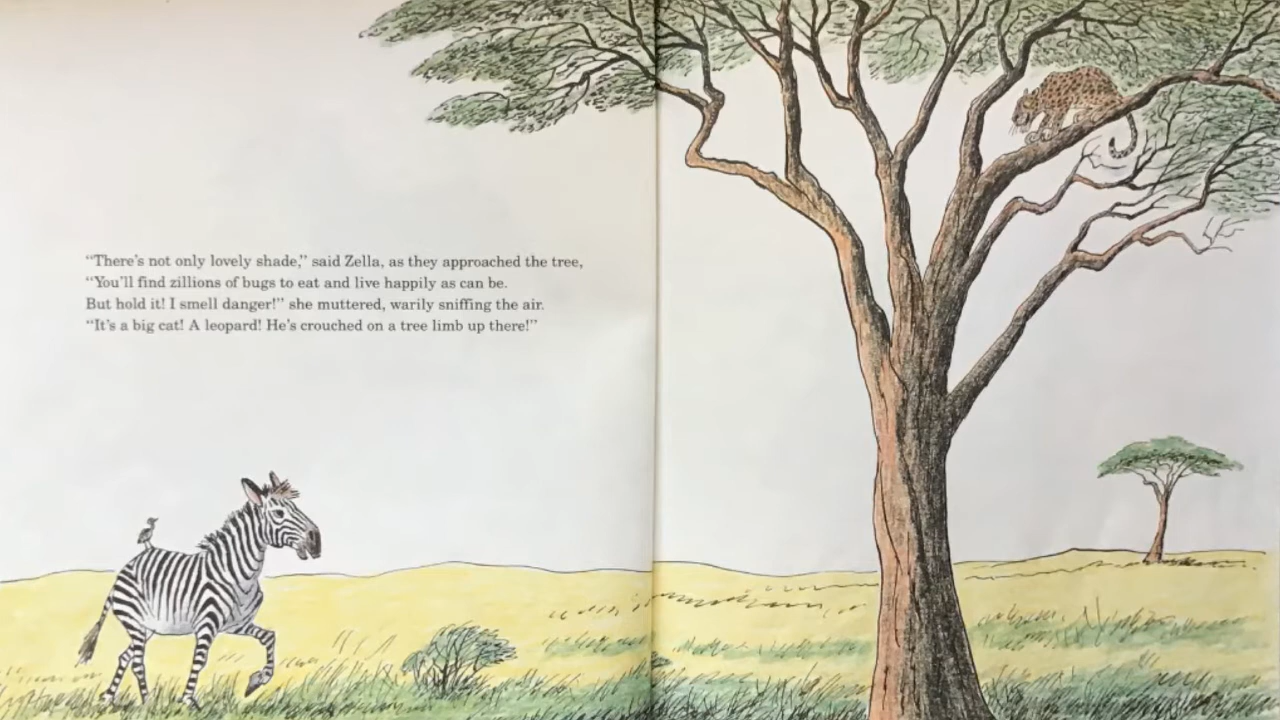 “There’s not only lovely shade,” said Zella, as they approached the tree,
“You’ll find zillions of bugs to eat and live happily as can be.
But hold it! I smell danger!” she muttered, warily sniffing the air.
“It’s a big cat! A leopard! He’s crouched on a tree limb up there!”